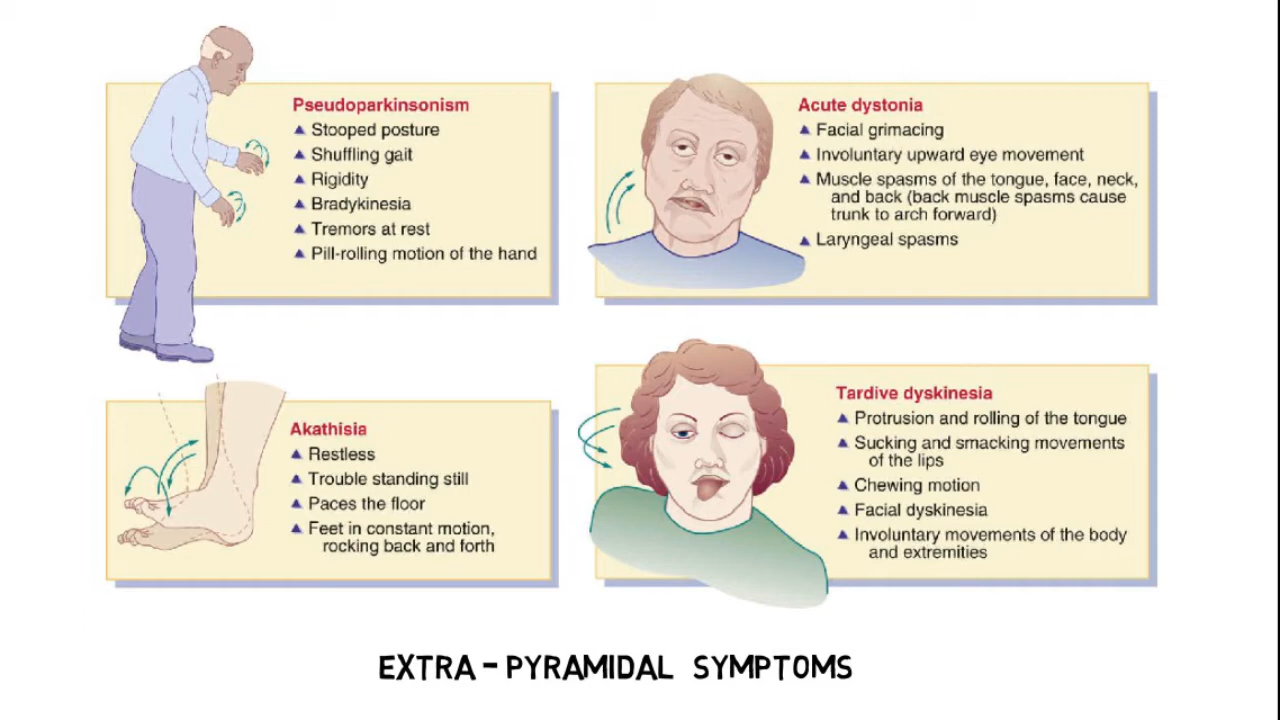 Pseudoparkinsonism
▲ Stooped posture
▲ Shuffling gait
▲ Rigidity
▲ Bradykinesia
▲ Tremors at rest
▲ Pill-rolling motion of the hand
Acute dystonia
▲ Facial grimacing
▲ Involuntary upward eye movement
▲ Muscle spasms of the tongue, face, neck,
and back (back muscle spasms cause
trunk to arch forward)
▲ Laryngeal spasms
Akathisia
▲ Restless
▲ Trouble standing still
▲ Paces the floor
▲ Feet in constant motion,
rocking back and forth
Tardive dyskinesia
▲ Protrusion and rolling of the tongue
▲ Sucking and smacking movements
of the lips
▲ Chewing motion
▲ Facial dyskinesia
▲ Involuntary movements of the body
and extremities
EXTRA-PYRAMIDAL SYMPTOMS